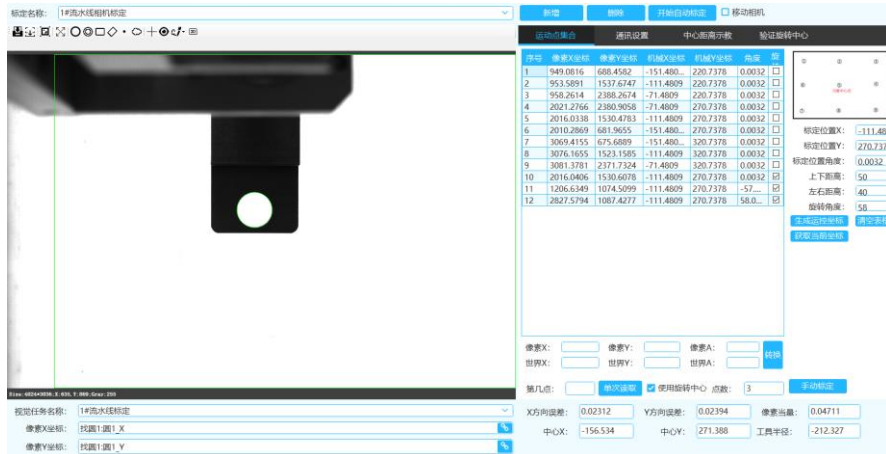 标定名称: 1#流水线相机标定
新增 删除 开始自动标定 移动相机
运动点集合 通讯设置 中心距离示教 验证旋转中心
序号 像素X坐标 像素Y坐标 机械X坐标 机械Y坐标 角度
1 949.0816 688.4582 -151.480... 220.7378 0.0032
2 953.5891 1537.6747 -111.4809 220.7378 0.0032
3 958.2614 2388.2674 -71.4809 220.7378 0.0032
4 2021.2766 2380.9058 -71.4809 270.7378 0.0032
5 2016.0338 1530.4783 -111.4809 270.7378 0.0032
6 2010.2869 681.9655 -151.480... 270.7378 0.0032
7 3069.4155 675.6889 -151.480... 320.7378 0.0032
8 3076.1655 1523.1585 -111.4809 320.7378 0.0032
9 3081.3781 2371.7324 -71.4809 320.7378 0.0032
10 2016.0406 1530.6078 -111.4809 270.7378 0.0032
11 1206.6349 1074.5099 -111.4809 270.7378 -57....
12 2827.5794 1087.4277 -111.4809 270.7378 58.0...
标定位置X: -111.48
标定位置Y: 270.737
标定位置角度: 0.0032
上下距离: 50
左右距离: 40
旋转角度: 58
生成运控坐标 清空表格
获取当前坐标
像素X: 像素Y: 像素A:
世界X: 世界Y: 世界A:
转换
第几点: 单次读取 使用旋转中心 点数: 3 手动标定
视觉任务名称: 1#流水线标定
像素X坐标: 找圆1:圆1_X
像素Y坐标: 找圆1:圆1_Y
X方向误差: 0.02312 Y方向误差: 0.02394 像素当量: 0.04711
中心X: -156.534 中心Y: 271.388 工具半径: -212.327